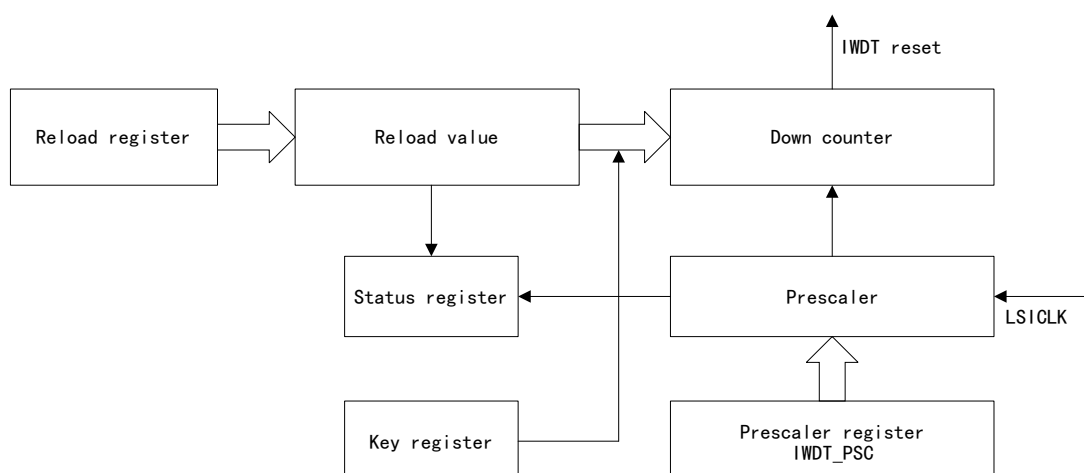 IWDT reset
Reload register
Reload value
Down counter
Status register
Prescaler
LSICLK
Key register
Prescaler register
IWDT_PSC